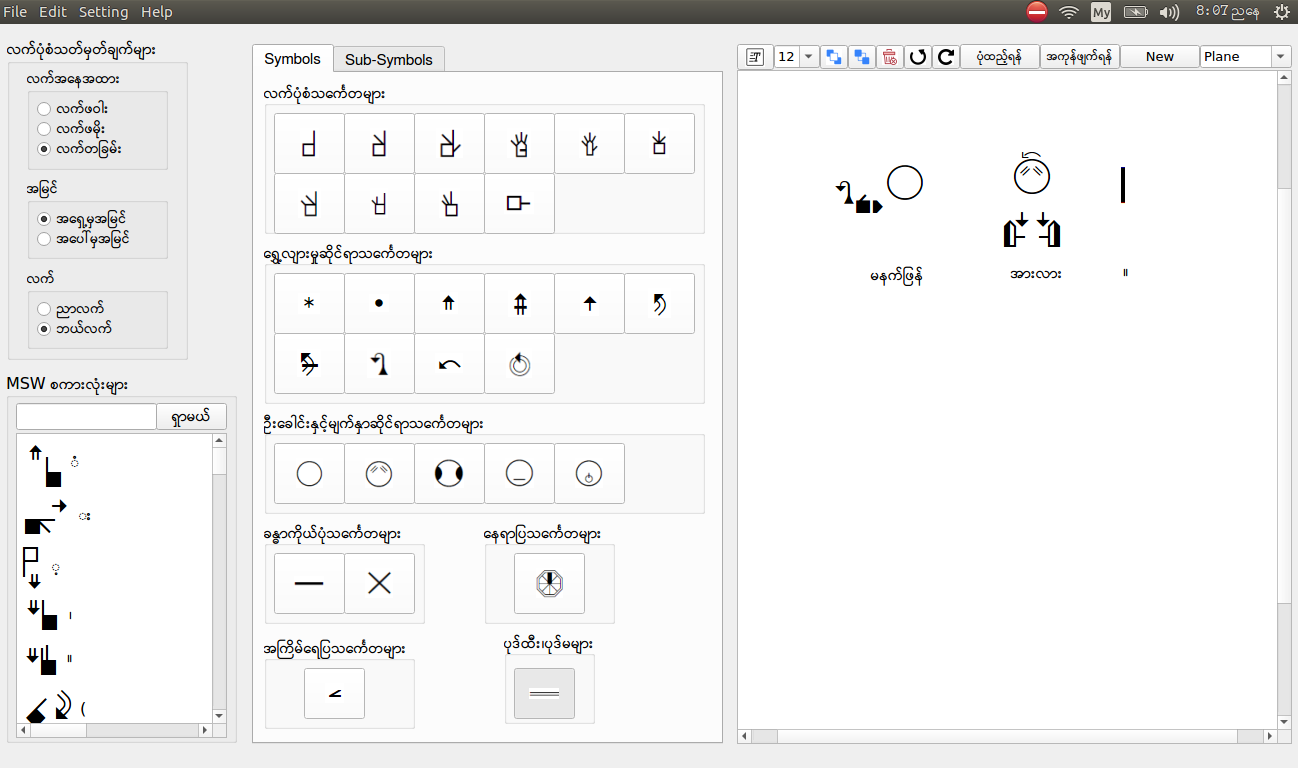 File Edit Setting Help
My 8:07 ညနေ
လက်ပုံစံသတ်မှတ်ချက်များ
လက်အနေအထား
လက်ဖဝါး
လက်ဖမိုး
လက်တခြမ်း
အမြင်
အရှေ့မှအမြင်
အပေါ်မှအမြင်
လက်
ညာလက်
ဘယ်လက်
MSW စကားလုံးများ
ရှာမယ်
ံ
း
့
၊
။
(
Symbols Sub-Symbols
လက်ပုံစံသင်္ကေတများ
ရွှေ့လျားမှုဆိုင်ရာသင်္ကေတများ
ဦးခေါင်းနှင့်မျက်နှာဆိုင်ရာသင်္ကေတများ
ခန္ဓာကိုယ်ပုံသင်္ကေတများ
နေရာပြသင်္ကေတများ
အကြိမ်ရေပြသင်္ကေတများ
ပုဒ်ထီး၊ပုဒ်မများ
T 12 ပုံထည့်ရန် အကုန်ဖျက်ရန် New Plane
မနက်ဖြန် အားလား ။